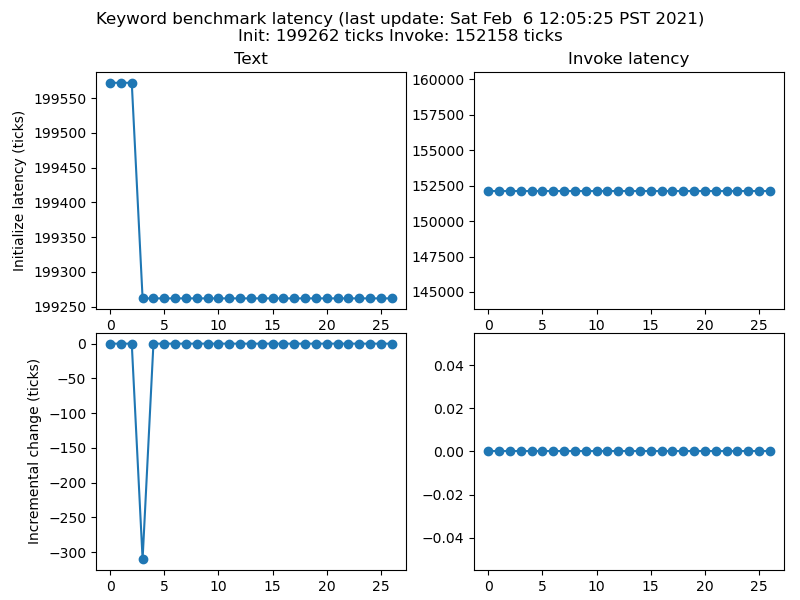 Keyword benchmark latency (last update: Sat Feb  6 12:05:25 PST 2021)
Init: 199262 ticks Invoke: 152158 ticks
Text
Invoke latency
Initialize latency (ticks)
199550
199500
199450
199400
199350
199300
199250
0 5 10 15 20 25
160000
157500
155000
152500
150000
147500
145000
0 5 10 15 20 25
Incremental change (ticks)
0
−50
−100
−150
−200
−250
−300
0 5 10 15 20 25
0.04
0.02
0.00
−0.02
−0.04
0 5 10 15 20 25